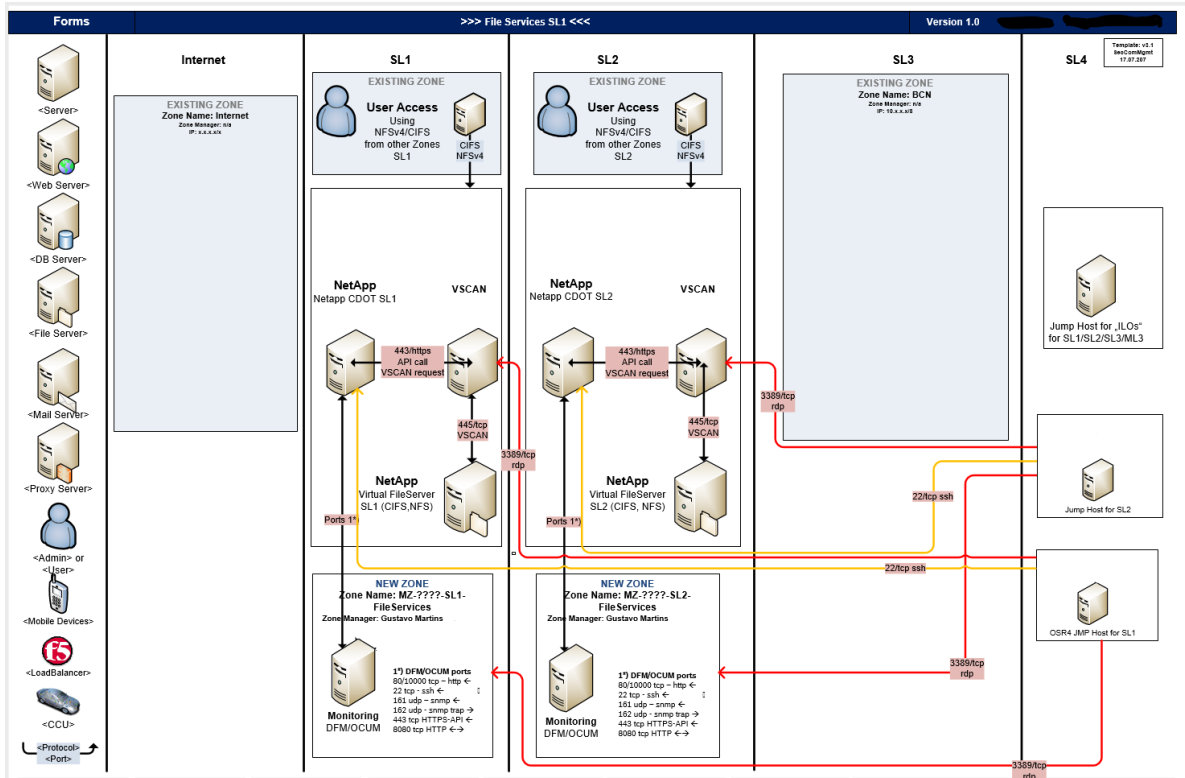 Forms
>>> File Services SL1 <<<
Version 1.0
Template: v3.1
SeoComMgmt
17.07.207
Internet
SL1
SL2
SL3
SL4
<Server>
<Web Server>
<DB Server>
<File Server>
<Mail Server>
<Proxy Server>
<Admin> or
<User>
<Mobile Devices>
f5
<LoadBalancer>
<CCU>
<Protocol>
<Port>
EXISTING ZONE
Zone Name: Internet
Zone Manager: n/a
IP: x.x.x.x/x
EXISTING ZONE
User Access
Using
NFSv4/CIFS
from other Zones
SL1
CIFS
NFSv4
NetApp
Netapp CDOT SL1
VSCAN
443/https
API call
VSCAN request
445/tcp
VSCAN
3389/tcp
rdp
NetApp
Virtual FileServer
SL1 (CIFS,NFS)
Ports 1*)
NEW ZONE
Zone Name: MZ-????-SL1-
FileServices
Zone Manager: Gustavo Martins
Monitoring
DFM/OCUM
1*) DFM/OCUM ports
80/10000 tcp – http ←
22 tcp - ssh ←
161 udp – snmp ←
162 udp - snmp trap →
443 tcp HTTPS-API ←
8080 tcp HTTP ←→
EXISTING ZONE
User Access
Using
NFSv4/CIFS
from other Zones
SL2
CIFS
NFSv4
NetApp
Netapp CDOT SL2
VSCAN
443/https
API call
VSCAN request
445/tcp
VSCAN
NetApp
Virtual FileServer
SL2 (CIFS, NFS)
Ports 1*)
NEW ZONE
Zone Name: MZ-????-SL2-
FileServices
Zone Manager: Gustavo Martins
Monitoring
DFM/OCUM
1*) DFM/OCUM ports
80/10000 tcp – http ←
22 tcp - ssh ←
161 udp – snmp ←
162 udp - snmp trap →
443 tcp HTTPS-API ←
8080 tcp HTTP ←→
EXISTING ZONE
Zone Name: BCN
Zone Manager: n/a
IP: 10.x.x.x/8
3389/tcp
rdp
22/tcp ssh
22/tcp ssh
3389/tcp
rdp
3389/tcp
rdp
Jump Host for „ILOs“
for SL1/SL2/SL3/ML3
Jump Host for SL2
OSR4 JMP Host for SL1